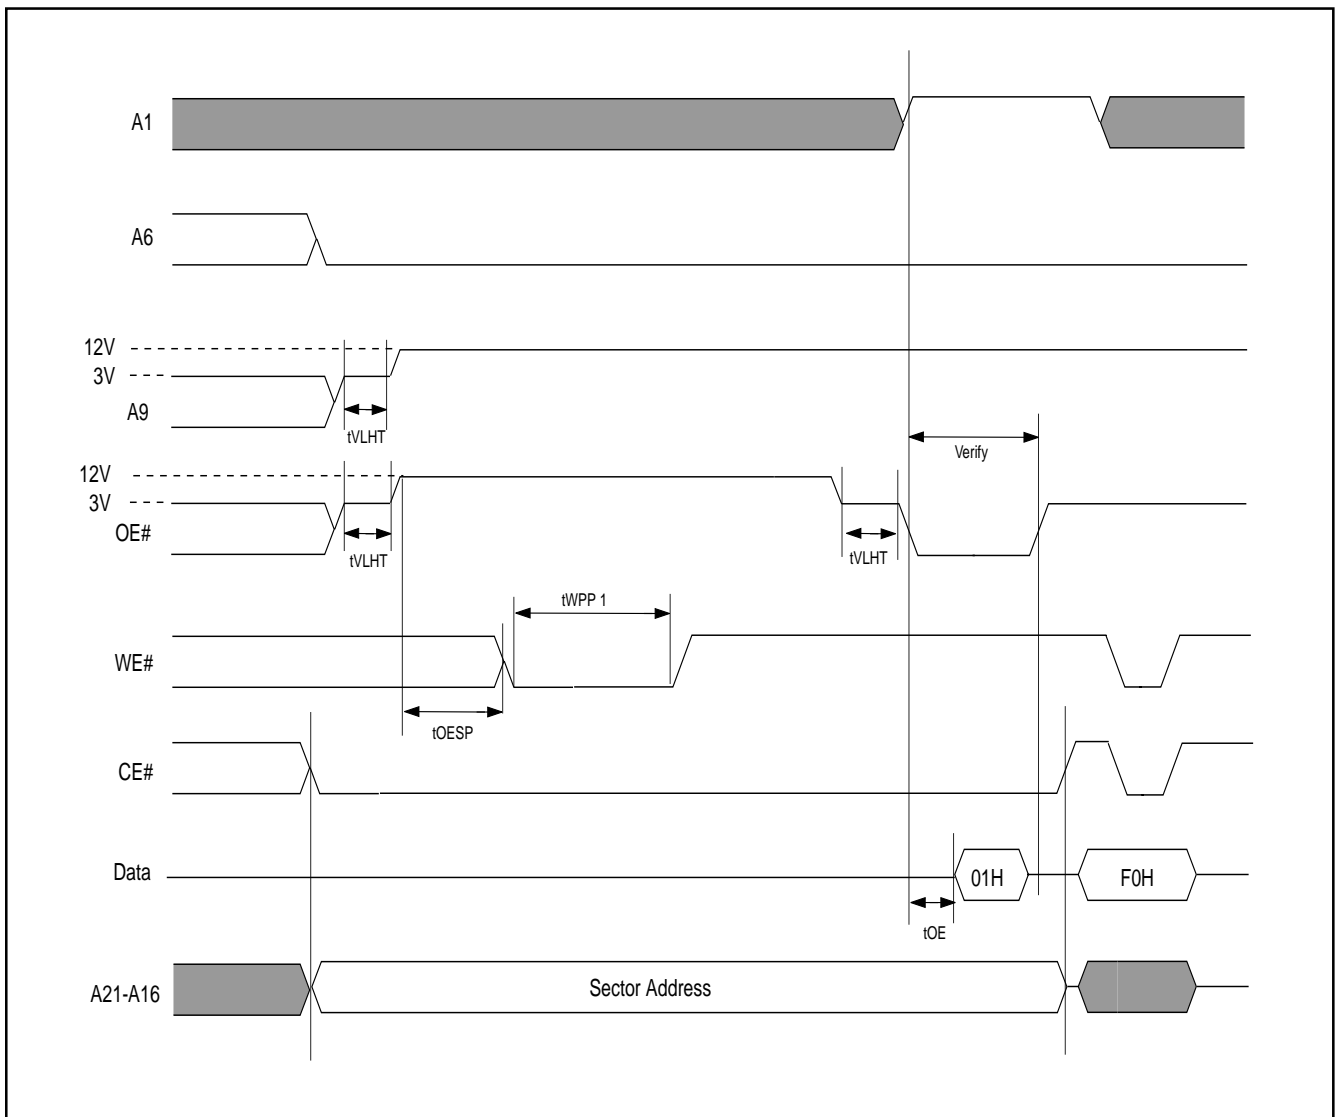 A1
A6
12V
3V
A9
tVLHT
Verify
12V
3V
OE#
tVLHT
tVLHT
tWPP 1
WE#
tOESP
CE#
Data
01H
F0H
tOE
A21-A16
Sector Address